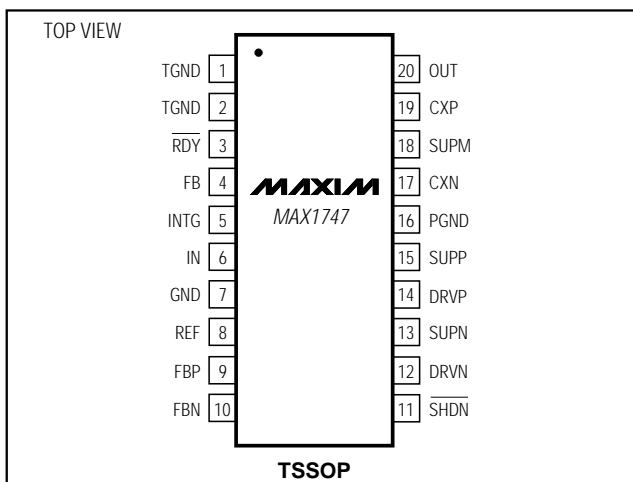 TOP VIEW
TGND 1
TGND 2
RDY 3
FB 4
INTG 5
IN 6
GND 7
REF 8
FBP 9
FBN 10
MAXIM
MAX1747
20 OUT
19 CXP
18 SUPM
17 CXN
16 PGND
15 SUPP
14 DRVP
13 SUPN
12 DRVN
11 SHDN
TSSOP